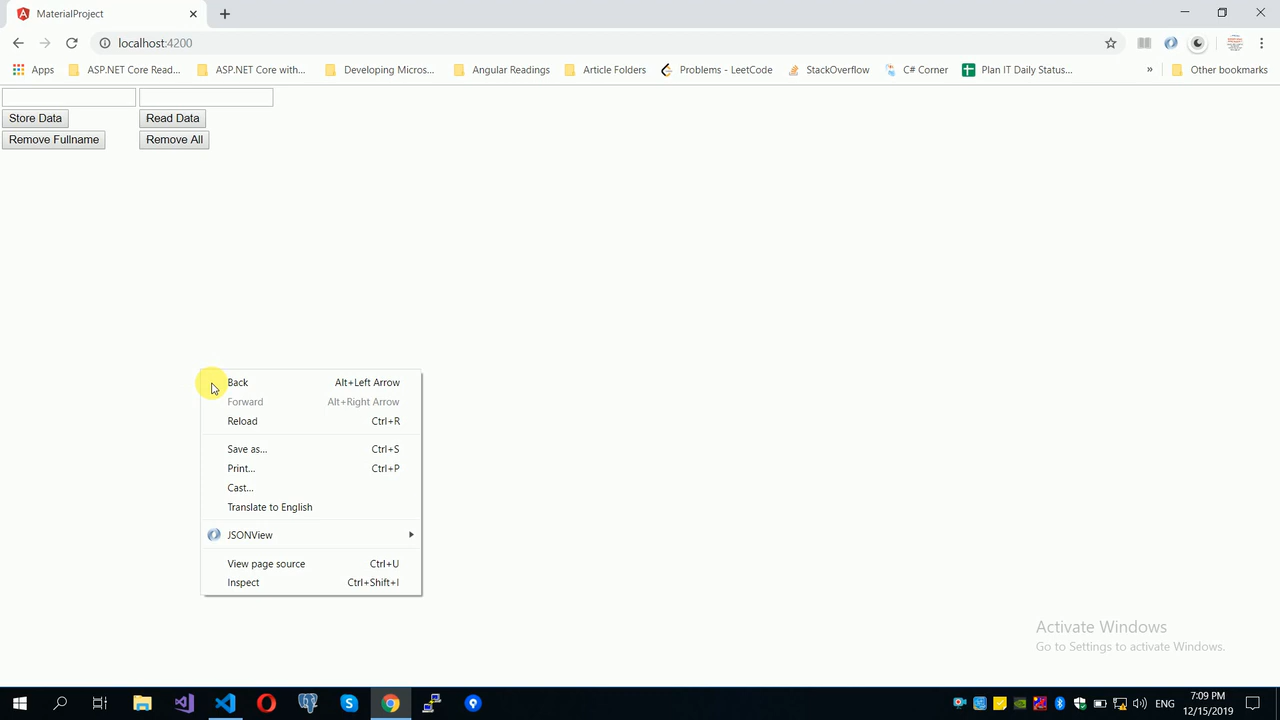 MaterialProject
localhost:4200
Apps ASP.NET Core Read... ASP.NET Core with... Developing Micros... Angular Readings Article Folders Problems - LeetCode StackOverflow C# Corner Plan IT Daily Status... » Other bookmarks
Store Data Read Data
Remove Fullname Remove All
Back Alt+Left Arrow
Forward Alt+Right Arrow
Reload Ctrl+R
Save as... Ctrl+S
Print... Ctrl+P
Cast...
Translate to English
JSONView
View page source Ctrl+U
Inspect Ctrl+Shift+I
Activate Windows
Go to Settings to activate Windows.
ENG
7:09 PM
12/15/2019